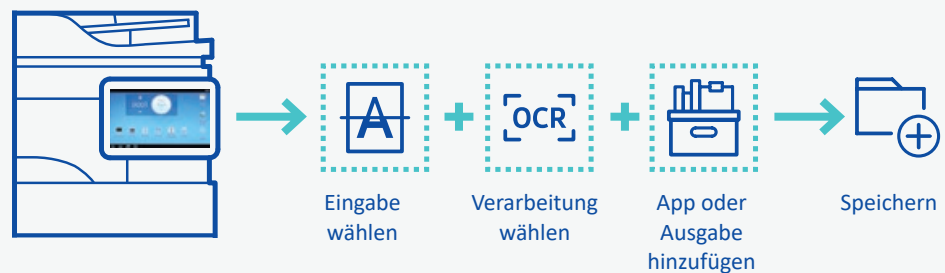 A
OCR
Eingabe
wählen
Verarbeitung
wählen
App oder
Ausgabe
hinzufügen
Speichern